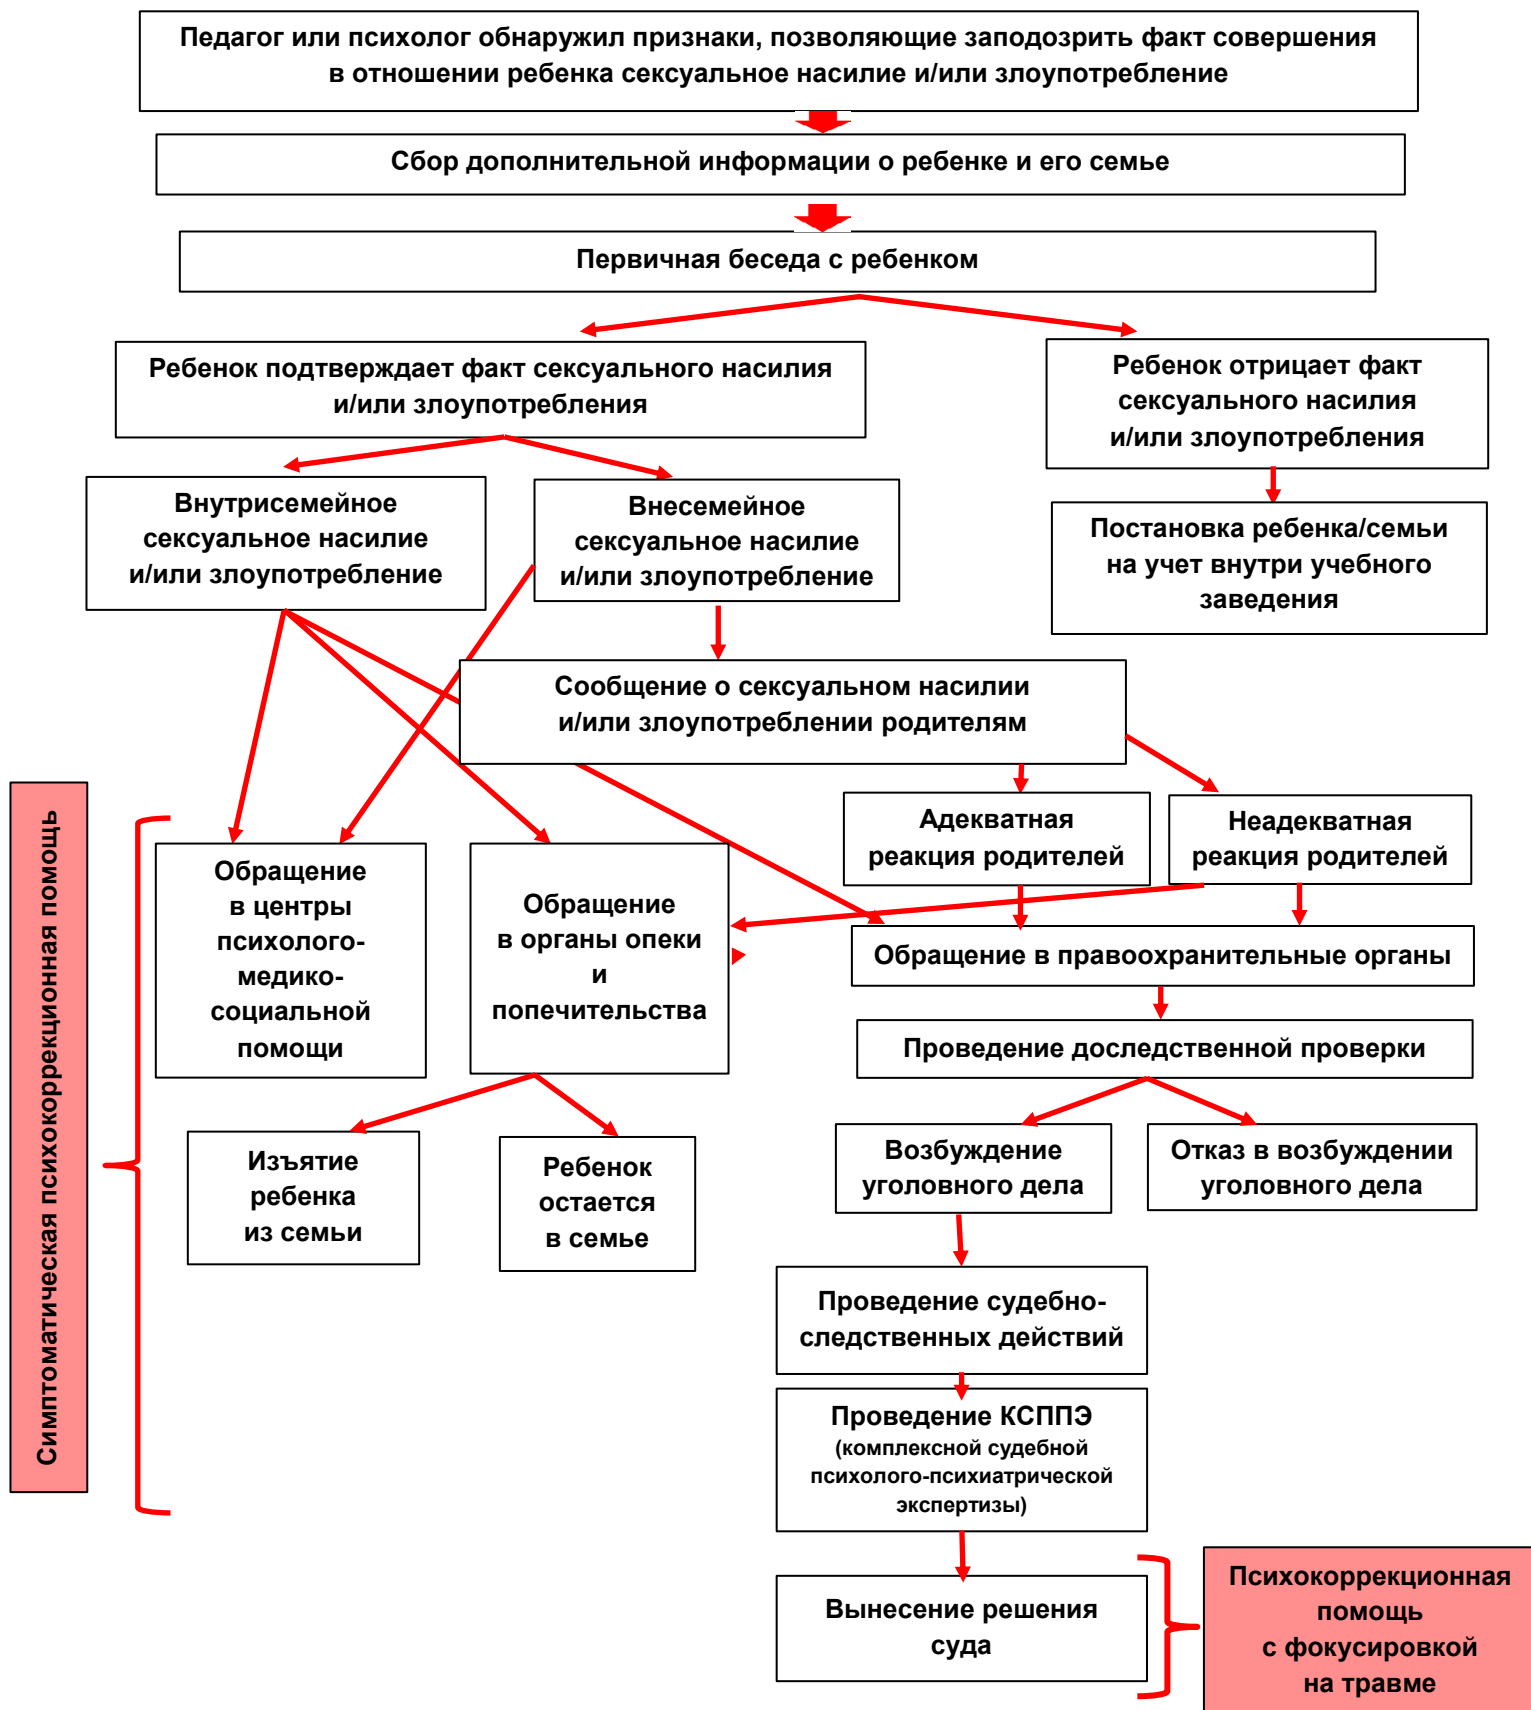 Педагог или психолог обнаружил признаки, позволяющие заподозрить факт совершения
в отношении ребенка сексуальное насилие и/или злоупотребление
Сбор дополнительной информации о ребенке и его семье
Первичная беседа с ребенком
Ребенок подтверждает факт сексуального насилия
и/или злоупотребления
Ребенок отрицает факт
сексуального насилия
и/или злоупотребления
Внутрисемейное
сексуальное насилие
и/или злоупотребление
Внесемейное
сексуальное насилие
и/или злоупотребление
Постановка ребенка/семьи
на учет внутри учебного
заведения
Сообщение о сексуальном насилии
и/или злоупотреблении родителям
Адекватная
реакция родителей
Неадекватная
реакция родителей
Симптоматическая психокоррекционная помощь
Обращение
в центры
психолого-
медико-
социальной
помощи
Обращение
в органы опеки
и
попечительства
Обращение в правоохранительные органы
Проведение доследственной проверки
Изъятие
ребенка
из семьи
Ребенок
остается
в семье
Возбуждение
уголовного дела
Отказ в возбуждении
уголовного дела
Проведение судебно-
следственных действий
Проведение КСППЭ
(комплексной судебной
психолого-психиатрической
экспертизы)
Вынесение решения
суда
Психокоррекционная
помощь
с фокусировкой
на травме